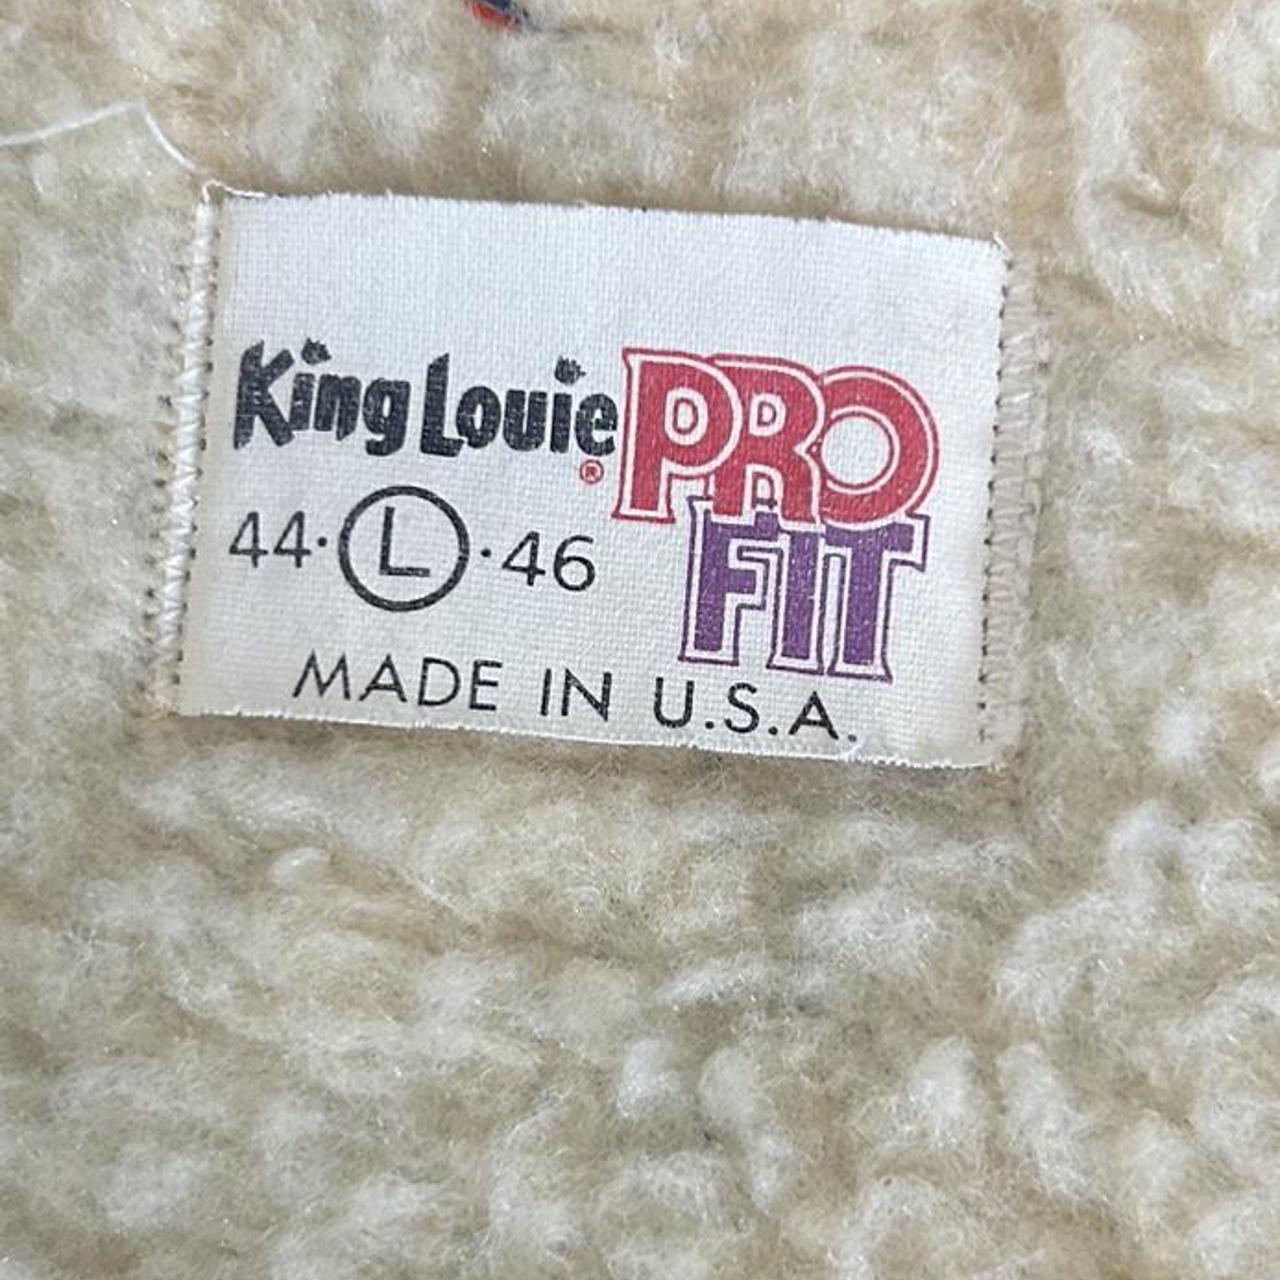 King Louie®
PRO
FIT
44·L·46
MADE IN U.S.A.